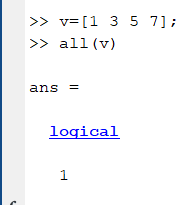 >> v=[1 3 5 7];
>> all(v)
ans =
logical
1